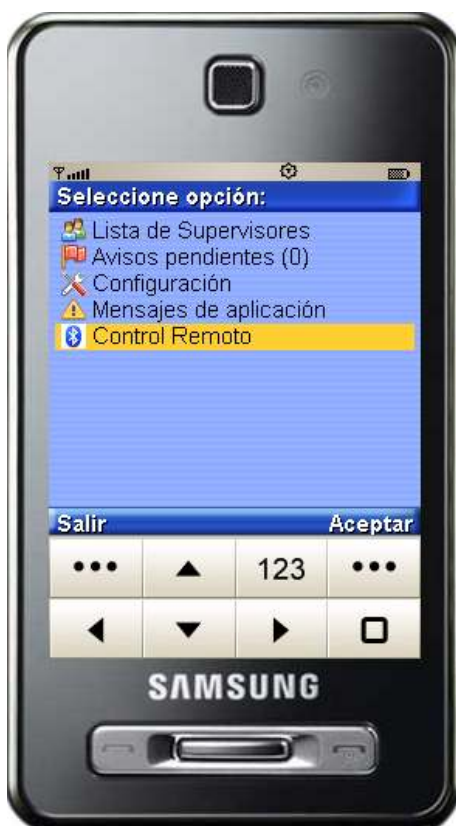 Seleccione opción:
Lista de Supervisores
Avisos pendientes (0)
Configuración
Mensajes de aplicación
Control Remoto
Salir Aceptar
123
SAMSUNG